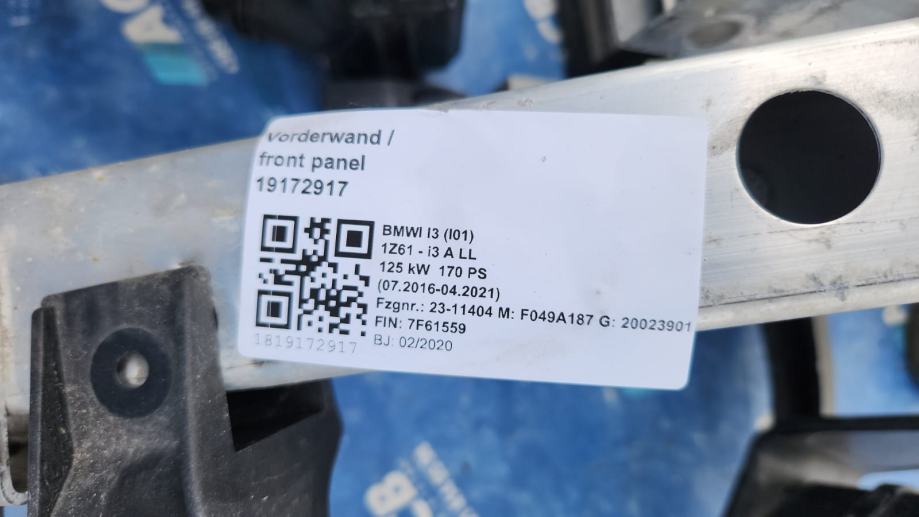 Vorderwand /
front panel
19172917
BMWI I3 (I01)
1Z61 - i3 A LL
125 kW 170 PS
(07.2016-04.2021)
Fzgnr.: 23-11404 M: F049A187 G: 20023901
FIN: 7F61559
BJ: 02/2020
1819172917